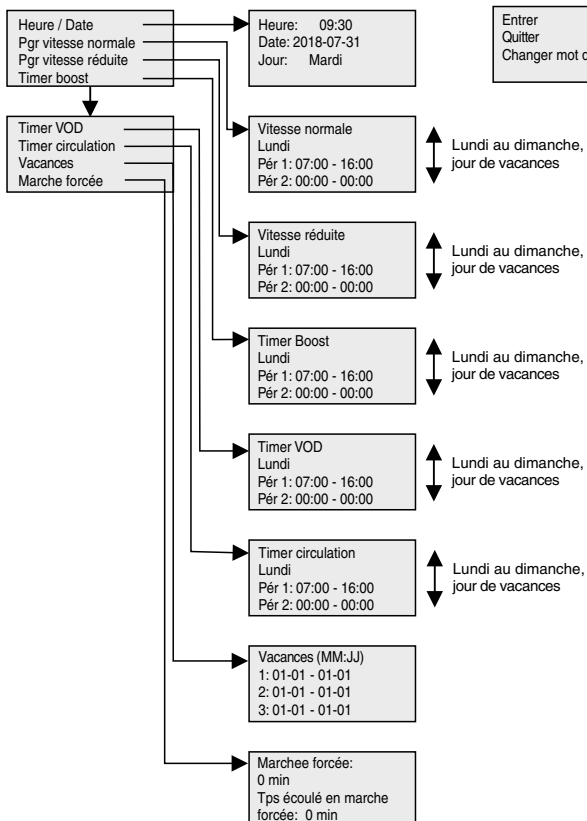 Heure / Date
Pgr vitesse normale
Pgr vitesse réduite
Timer boost
Heure: 09:30
Date: 2018-07-31
Jour: Mardi
Entrer
Quitter
Changer mot
Timer VOD
Timer circulation
Vacances
Marche forcée
Vitesse normale
Lundi
Pér 1: 07:00 - 16:00
Pér 2: 00:00 - 00:00
Lundi au dimanche,
jour de vacances
Vitesse réduite
Lundi
Pér 1: 07:00 - 16:00
Pér 2: 00:00 - 00:00
Lundi au dimanche,
jour de vacances
Timer Boost
Lundi
Pér 1: 07:00 - 16:00
Pér 2: 00:00 - 00:00
Lundi au dimanche,
jour de vacances
Timer VOD
Lundi
Pér 1: 07:00 - 16:00
Pér 2: 00:00 - 00:00
Lundi au dimanche,
jour de vacances
Timer circulation
Lundi
Pér 1: 07:00 - 16:00
Pér 2: 00:00 - 00:00
Lundi au dimanche,
jour de vacances
Vacances (MM:JJ)
1: 01-01 - 01-01
2: 01-01 - 01-01
3: 01-01 - 01-01
Marchee forcée:
0 min
Tps écoulé en marche
forcée: 0 min